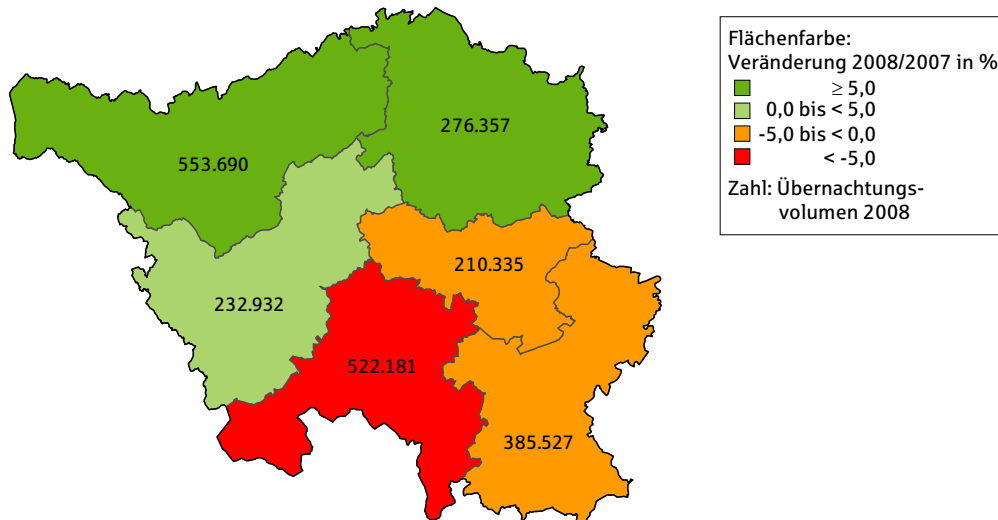 Flächenfarbe:
Veränderung 2008/2007 in %
≥ 5,0
0,0 bis < 5,0
-5,0 bis < 0,0
< -5,0
Zahl: Übernachtungs-
volumen 2008
276.357
553.690
210.335
232.932
522.181
385.527